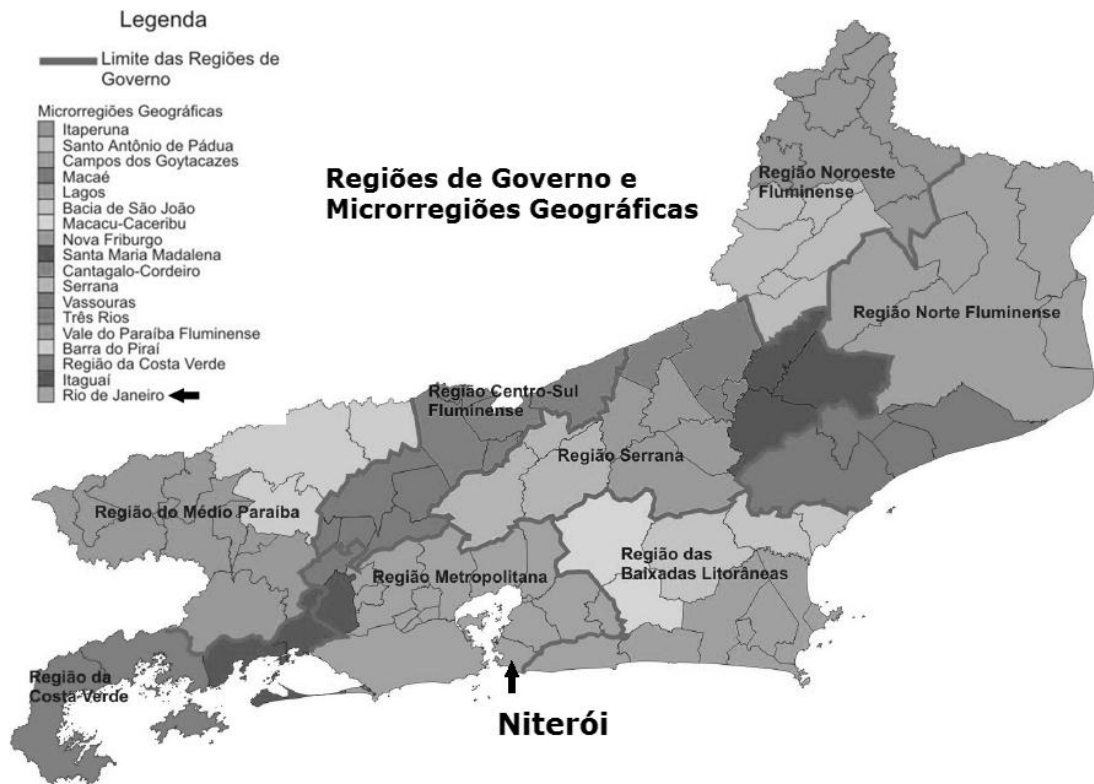 Legenda
Limite das Regiões de
Governo
Microrregiões Geográficas
Itaperuna
Santo Antônio de Pádua
Campos dos Goytacazes
Macaé
Lagos
Bacia de São João
Macacu-Caceribu
Nova Friburgo
Santa Maria Madalena
Cantagalo-Cordeiro
Serrana
Vassouras
Três Rios
Vale do Paraíba Fluminense
Barra do Piraí
Região da Costa Verde
Itaguaí
Rio de Janeiro
Regiões de Governo e
Microrregiões Geográficas
Região Noroeste
Fluminense
Região Norte Fluminense
Região Centro-Sul
Fluminense
Região Serrana
Região do Médio Paraíba
Região das
Baixadas Litorâneas
Região Metropolitana
Região da
Costa Verde
Niterói